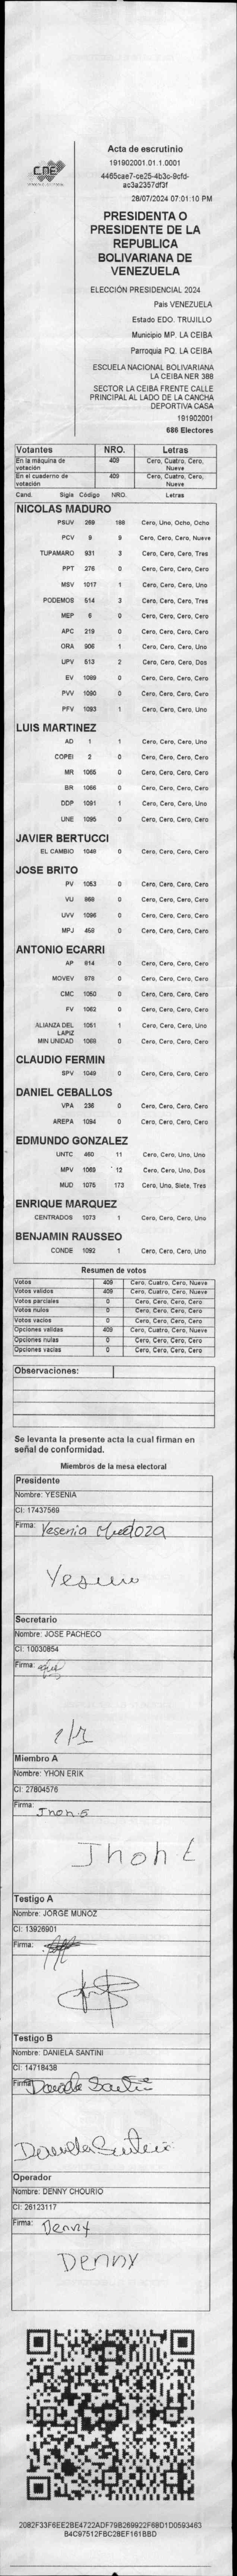 CNE
Acta de escrutinio
191902001.01.1.0001
4465cae7-ce25-4b3c-9cfd-
ac3a2357df3f
28/07/2024 07:01:10 PM
PRESIDENTA O
PRESIDENTE DE LA
REPUBLICA
BOLIVARIANA DE
VENEZUELA
ELECCIÓN PRESIDENCIAL 2024
Pais VENEZUELA
Estado EDO. TRUJILLO
Municipio MP. LA CEIBA
Parroquia PQ. LA CEIBA
ESCUELA NACIONAL BOLIVARIANA
LA CEIBA NER 388
SECTOR LA CEIBA FRENTE CALLE
PRINCIPAL AL LADO DE LA CANCHA
DEPORTIVA CASA
191902001
686 Electores
Votantes NRO. Letras
En la máquina de votación 409 Cero, Cuatro, Cero, Nueve
En el cuaderno de votación 409 Cero, Cuatro, Cero, Nueve
Cand. Sigla Código NRO. Letras
NICOLAS MADURO
PSUV 269 188 Cero, Uno, Ocho, Ocho
PCV 9 9 Cero, Cero, Cero, Nueve
TUPAMARO 931 3 Cero, Cero, Cero, Tres
PPT 276 0 Cero, Cero, Cero, Cero
MSV 1017 1 Cero, Cero, Cero, Uno
PODEMOS 514 3 Cero, Cero, Cero, Tres
MEP 6 0 Cero, Cero, Cero, Cero
APC 219 0 Cero, Cero, Cero, Cero
ORA 906 1 Cero, Cero, Cero, Uno
UPV 513 2 Cero, Cero, Cero, Dos
EV 1089 0 Cero, Cero, Cero, Cero
PVV 1090 0 Cero, Cero, Cero, Cero
PFV 1093 1 Cero, Cero, Cero, Uno
LUIS MARTINEZ
AD 1 1 Cero, Cero, Cero, Uno
COPEI 2 0 Cero, Cero, Cero, Cero
MR 1065 0 Cero, Cero, Cero, Cero
BR 1066 0 Cero, Cero, Cero, Cero
DDP 1091 1 Cero, Cero, Cero, Uno
UNE 1095 0 Cero, Cero, Cero, Cero
JAVIER BERTUCCI
EL CAMBIO 1046 0 Cero, Cero, Cero, Cero
JOSE BRITO
PV 1053 0 Cero, Cero, Cero, Cero
VU 869 0 Cero, Cero, Cero, Cero
UVV 1096 0 Cero, Cero, Cero, Cero
MPJ 458 0 Cero, Cero, Cero, Cero
ANTONIO ECARRI
AP 814 0 Cero, Cero, Cero, Cero
MOVEV 978 0 Cero, Cero, Cero, Cero
CMC 1050 0 Cero, Cero, Cero, Cero
FV 1062 0 Cero, Cero, Cero, Cero
ALIANZA DEL LAPIZ 1051 1 Cero, Cero, Cero, Uno
MIN UNIDAD 1069 0 Cero, Cero, Cero, Cero
CLAUDIO FERMIN
SPV 1049 0 Cero, Cero, Cero, Cero
DANIEL CEBALLOS
VPA 236 0 Cero, Cero, Cero, Cero
AREPA 1094 0 Cero, Cero, Cero, Cero
EDMUNDO GONZALEZ
UNTC 460 11 Cero, Cero, Uno, Uno
MPV 1069 12 Cero, Cero, Uno, Dos
MUD 1075 173 Cero, Uno, Siete, Tres
ENRIQUE MARQUEZ
CENTRADOS 1073 1 Cero, Cero, Cero, Uno
BENJAMIN RAUSSEO
CONDE 1092 1 Cero, Cero, Cero, Uno
Resumen de votos
Votos 409 Cero, Cuatro, Cero, Nueve
Votos validos 409 Cero, Cuatro, Cero, Nueve
Votos parciales 0 Cero, Cero, Cero, Cero
Votos nulos 0 Cero, Cero, Cero, Cero
Votos vacios 0 Cero, Cero, Cero, Cero
Opciones validas 409 Cero, Cuatro, Cero, Nueve
Opciones nulas 0 Cero, Cero, Cero, Cero
Opciones vacias 0 Cero, Cero, Cero, Cero
Observaciones:
Se levanta la presente acta la cual firman en
señal de conformidad.
Miembros de la mesa electoral
Presidente
Nombre: YESENIA
CI: 17437569
Firma: Yesenia
Secretario
Nombre: JOSE PACHECO
CI: 10030854
Firma:
Miembro A
Nombre: YHON ERIK
CI: 27804576
Firma: Jhon E
Jhon E
Testigo A
Nombre: JORGE MUÑOZ
CI: 13926901
Firma:
Testigo B
Nombre: DANIELA SANTINI
CI: 14718438
Firma: Daniela Santini
Daniela Santini
Operador
Nombre: DENNY CHOURIO
CI: 26123117
Firma: Denny
DENNY
2082F33F6EE2BE4722ADF79B269922F68D1D0593463
B4C97512FBC28EF161BBD